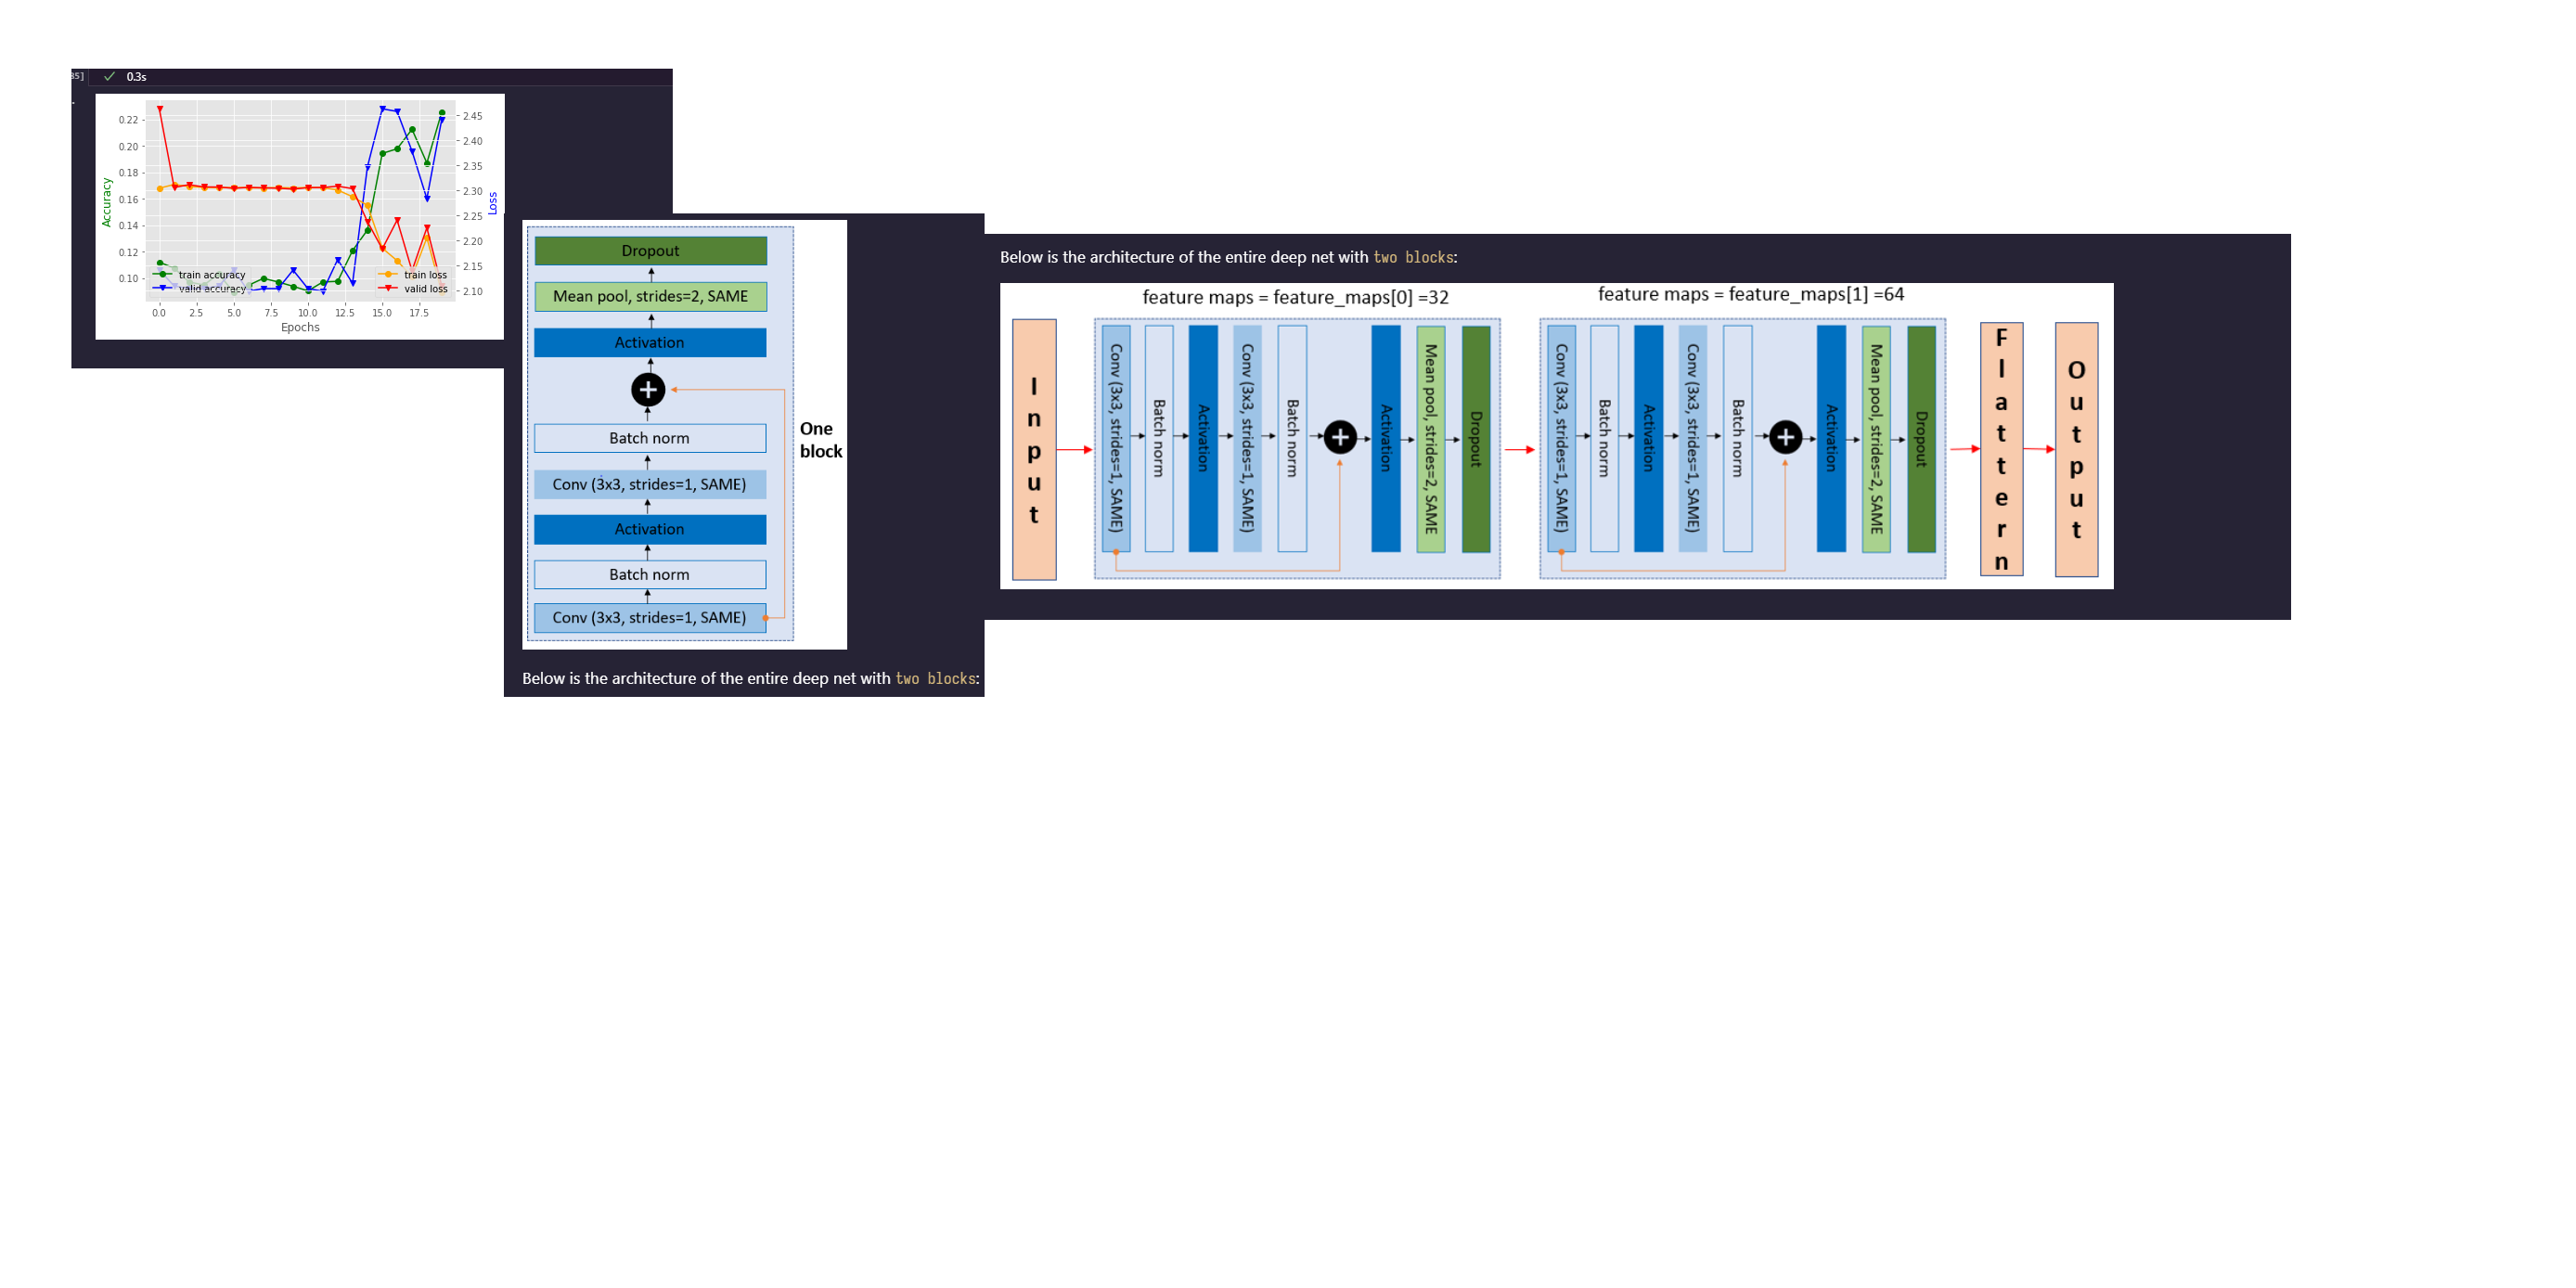 35]
0.3s
0.22
0.20
0.18
0.16
0.14
0.12
0.10
Accuracy
2.45
2.40
2.35
2.30
2.25
2.20
2.15
2.10
Loss
train accuracy
valid accuracy
train loss
valid loss
0.0 2.5 5.0 7.5 10.0 12.5 15.0 17.5
Epochs
Dropout
Mean pool, strides=2, SAME
Activation
+
Batch norm
Conv (3x3, strides=1, SAME)
Activation
Batch norm
Conv (3x3, strides=1, SAME)
One
block
Below is the architecture of the entire deep net with two blocks:
Below is the architecture of the entire deep net with two blocks:
feature maps = feature_maps[0] =32
feature maps = feature_maps[1] =64
Input
Conv (3x3, strides=1, SAME)
Batch norm
Activation
Conv (3x3, strides=1, SAME)
Batch norm
+
Activation
Mean pool, strides=2, SAME
Dropout
Conv (3x3, strides=1, SAME)
Batch norm
Activation
Conv (3x3, strides=1, SAME)
Batch norm
+
Activation
Mean pool, strides=2, SAME
Dropout
Flattern
Output